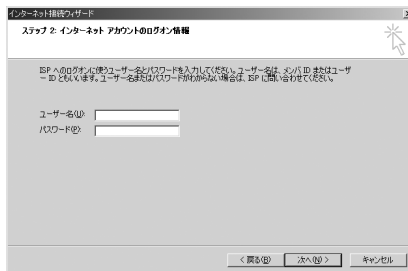 インターネット接続ウィザード
ステップ 2: インターネット アカウントのログオン情報
ISP へのログオンに使うユーザー名とパスワードを入力してください。ユーザー名は、メンバ ID またはユーザ
ー ID ともいいます。ユーザー名またはパスワードがわからない場合は、ISP に問い合わせてください。
ユーザー名(U):
パスワード(P):
< 戻る(B)
次へ(N) >
キャンセル